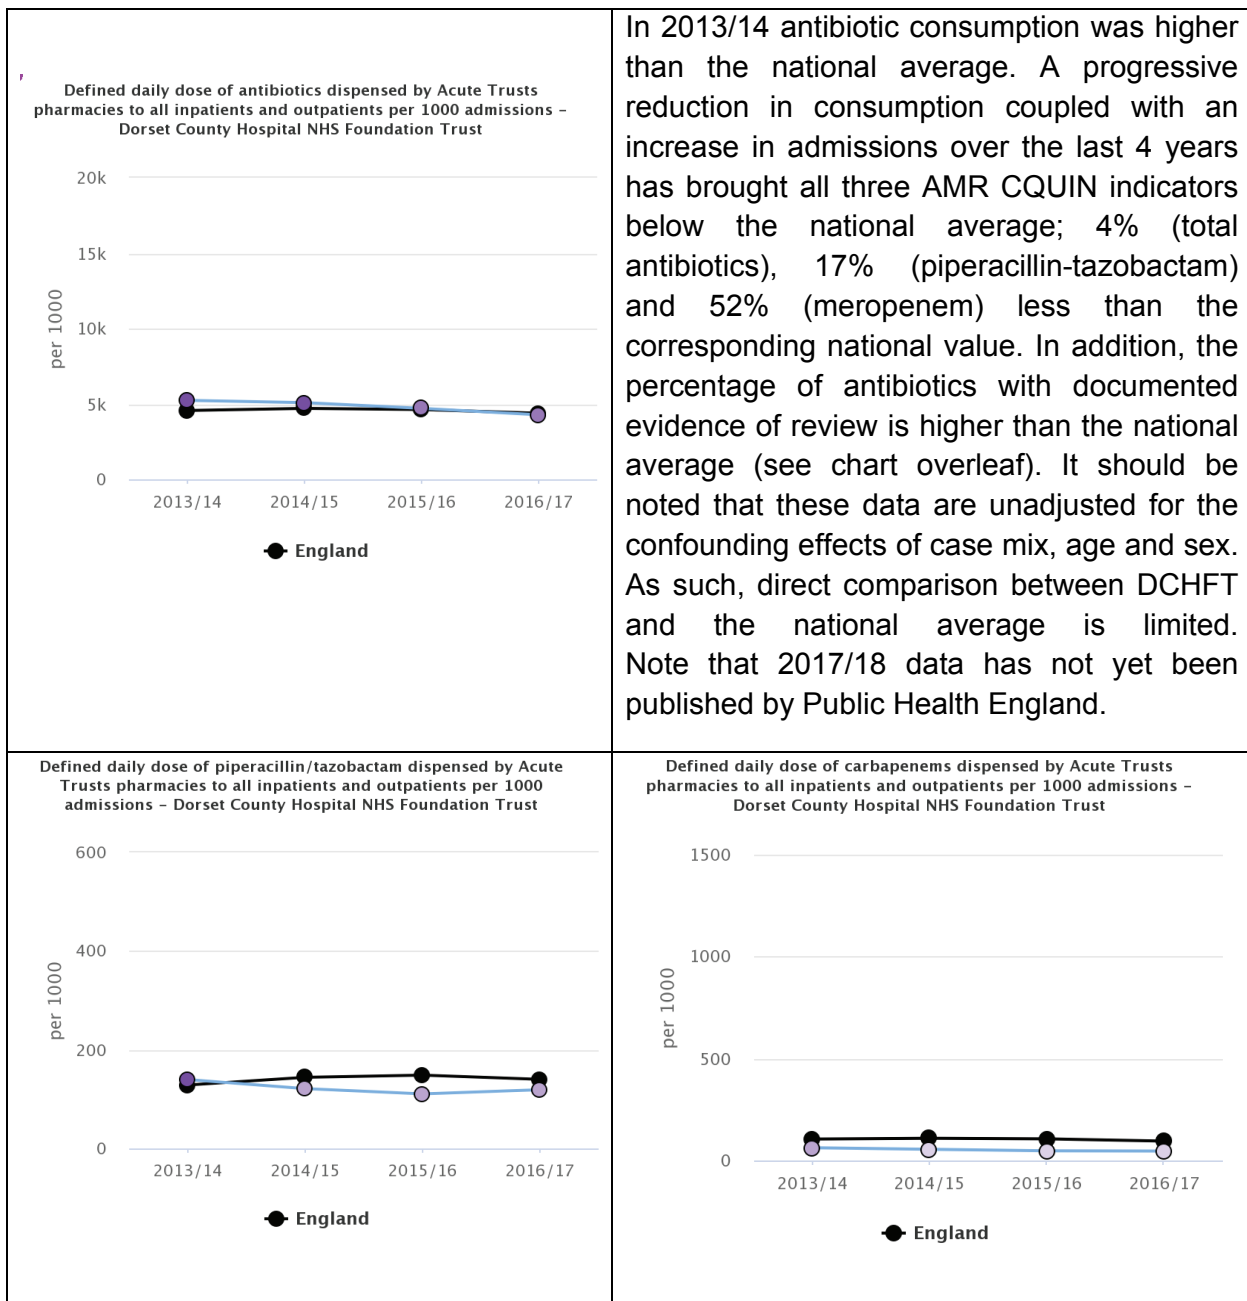 Defined daily dose of antibiotics dispensed by Acute Trusts
pharmacies to all inpatients and outpatients per 1000 admissions –
Dorset County Hospital NHS Foundation Trust
20k
15k
10k
5k
0
per 1000
2013/14 2014/15 2015/16 2016/17
England
In 2013/14 antibiotic consumption was higher
than the national average. A progressive
reduction in consumption coupled with an
increase in admissions over the last 4 years
has brought all three AMR CQUIN indicators
below the national average; 4% (total
antibiotics), 17% (piperacillin-tazobactam)
and 52% (meropenem) less than the
corresponding national value. In addition, the
percentage of antibiotics with documented
evidence of review is higher than the national
average (see chart overleaf). It should be
noted that these data are unadjusted for the
confounding effects of case mix, age and sex.
As such, direct comparison between DCHFT
and the national average is limited.
Note that 2017/18 data has not yet been
published by Public Health England.
Defined daily dose of piperacillin/tazobactam dispensed by Acute
Trusts pharmacies to all inpatients and outpatients per 1000
admissions – Dorset County Hospital NHS Foundation Trust
600
400
200
0
per 1000
2013/14 2014/15 2015/16 2016/17
England
Defined daily dose of carbapenems dispensed by Acute Trusts
pharmacies to all inpatients and outpatients per 1000 admissions –
Dorset County Hospital NHS Foundation Trust
1500
1000
500
0
per 1000
2013/14 2014/15 2015/16 2016/17
England